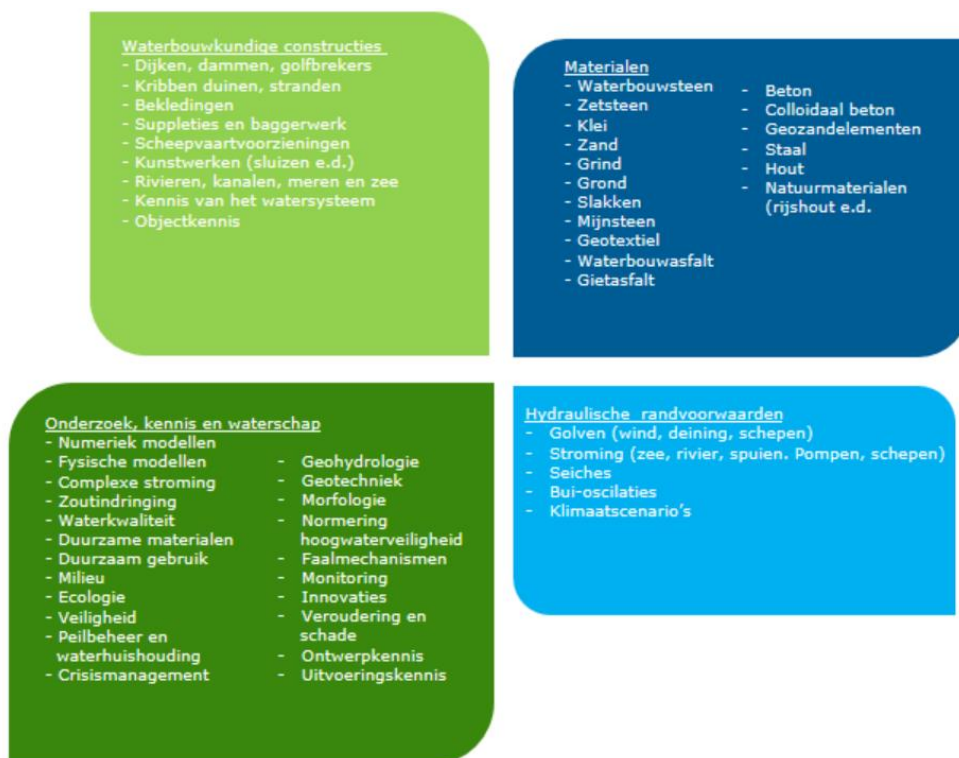 Waterbouwkundige constructies
- Dijken, dammen, golfbrekers
- Kribben duinen, stranden
- Bekledingen
- Suppleties en baggerwerk
- Scheepvaartvoorzieningen
- Kunstwerken (sluizen e.d.)
- Rivieren, kanalen, meren en zee
- Kennis van het watersysteem
- Objectkennis
Materialen
- Waterbouwsteen
- Zetsteen
- Klei
- Zand
- Grind
- Grond
- Slakken
- Mijnsteen
- Geotextiel
- Waterbouwasfalt
- Gietasfalt
- Beton
- Colloidaal beton
- Geozandelementen
- Staal
- Hout
- Natuurmaterialen
(rijshout e.d.
Onderzoek, kennis en waterschap
- Numeriek modellen
- Fysische modellen
- Complexe stroming
- Zoutindringing
- Waterkwaliteit
- Duurzame materialen
- Duurzaam gebruik
- Milieu
- Ecologie
- Veiligheid
- Peilbeheer en
waterhuishouding
- Crisismanagement
- Geohydrologie
- Geotechniek
- Morfologie
- Normering
hoogwaterveiligheid
- Faalmechanismen
- Monitoring
- Innovaties
- Veroudering en
schade
- Ontwerpkennis
- Uitvoeringskennis
Hydraulische randvoorwaarden
- Golven (wind, deining, schepen)
- Stroming (zee, rivier, spuien. Pompen, schepen)
- Seiches
- Bui-oscilaties
- Klimaatscenario's